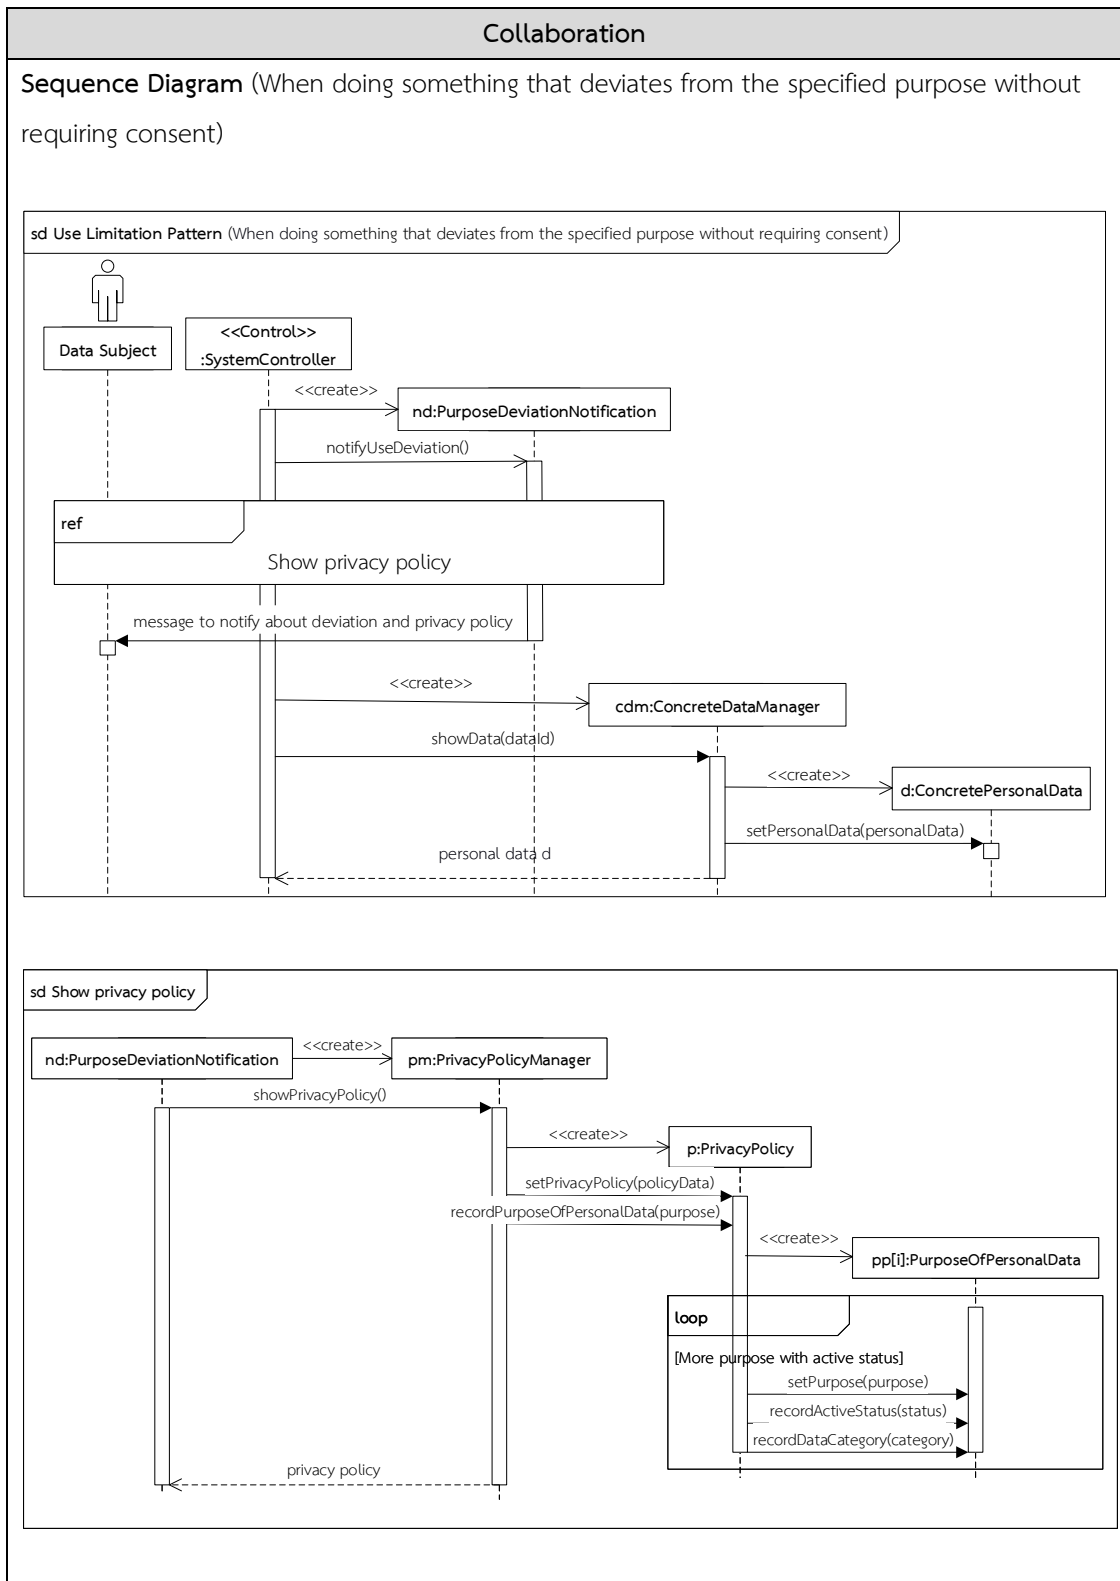 Collaboration
Sequence Diagram (When doing something that deviates from the specified purpose without
requiring consent)
sd Use Limitation Pattern (When doing something that deviates from the specified purpose without requiring consent)
Data Subject
<<Control>>
:SystemController
<<create>>
nd:PurposeDeviationNotification
notifyUseDeviation()
ref
Show privacy policy
message to notify about deviation and privacy policy
<<create>>
cdm:ConcreteDataManager
showData(dataId)
<<create>>
d:ConcretePersonalData
setPersonalData(personalData)
personal data d
sd Show privacy policy
nd:PurposeDeviationNotification
<<create>>
pm:PrivacyPolicyManager
showPrivacyPolicy()
<<create>>
p:PrivacyPolicy
setPrivacyPolicy(policyData)
recordPurposeOfPersonalData(purpose)
<<create>>
pp[i]:PurposeOfPersonalData
loop
[More purpose with active status]
setPurpose(purpose)
recordActiveStatus(status)
recordDataCategory(category)
privacy policy